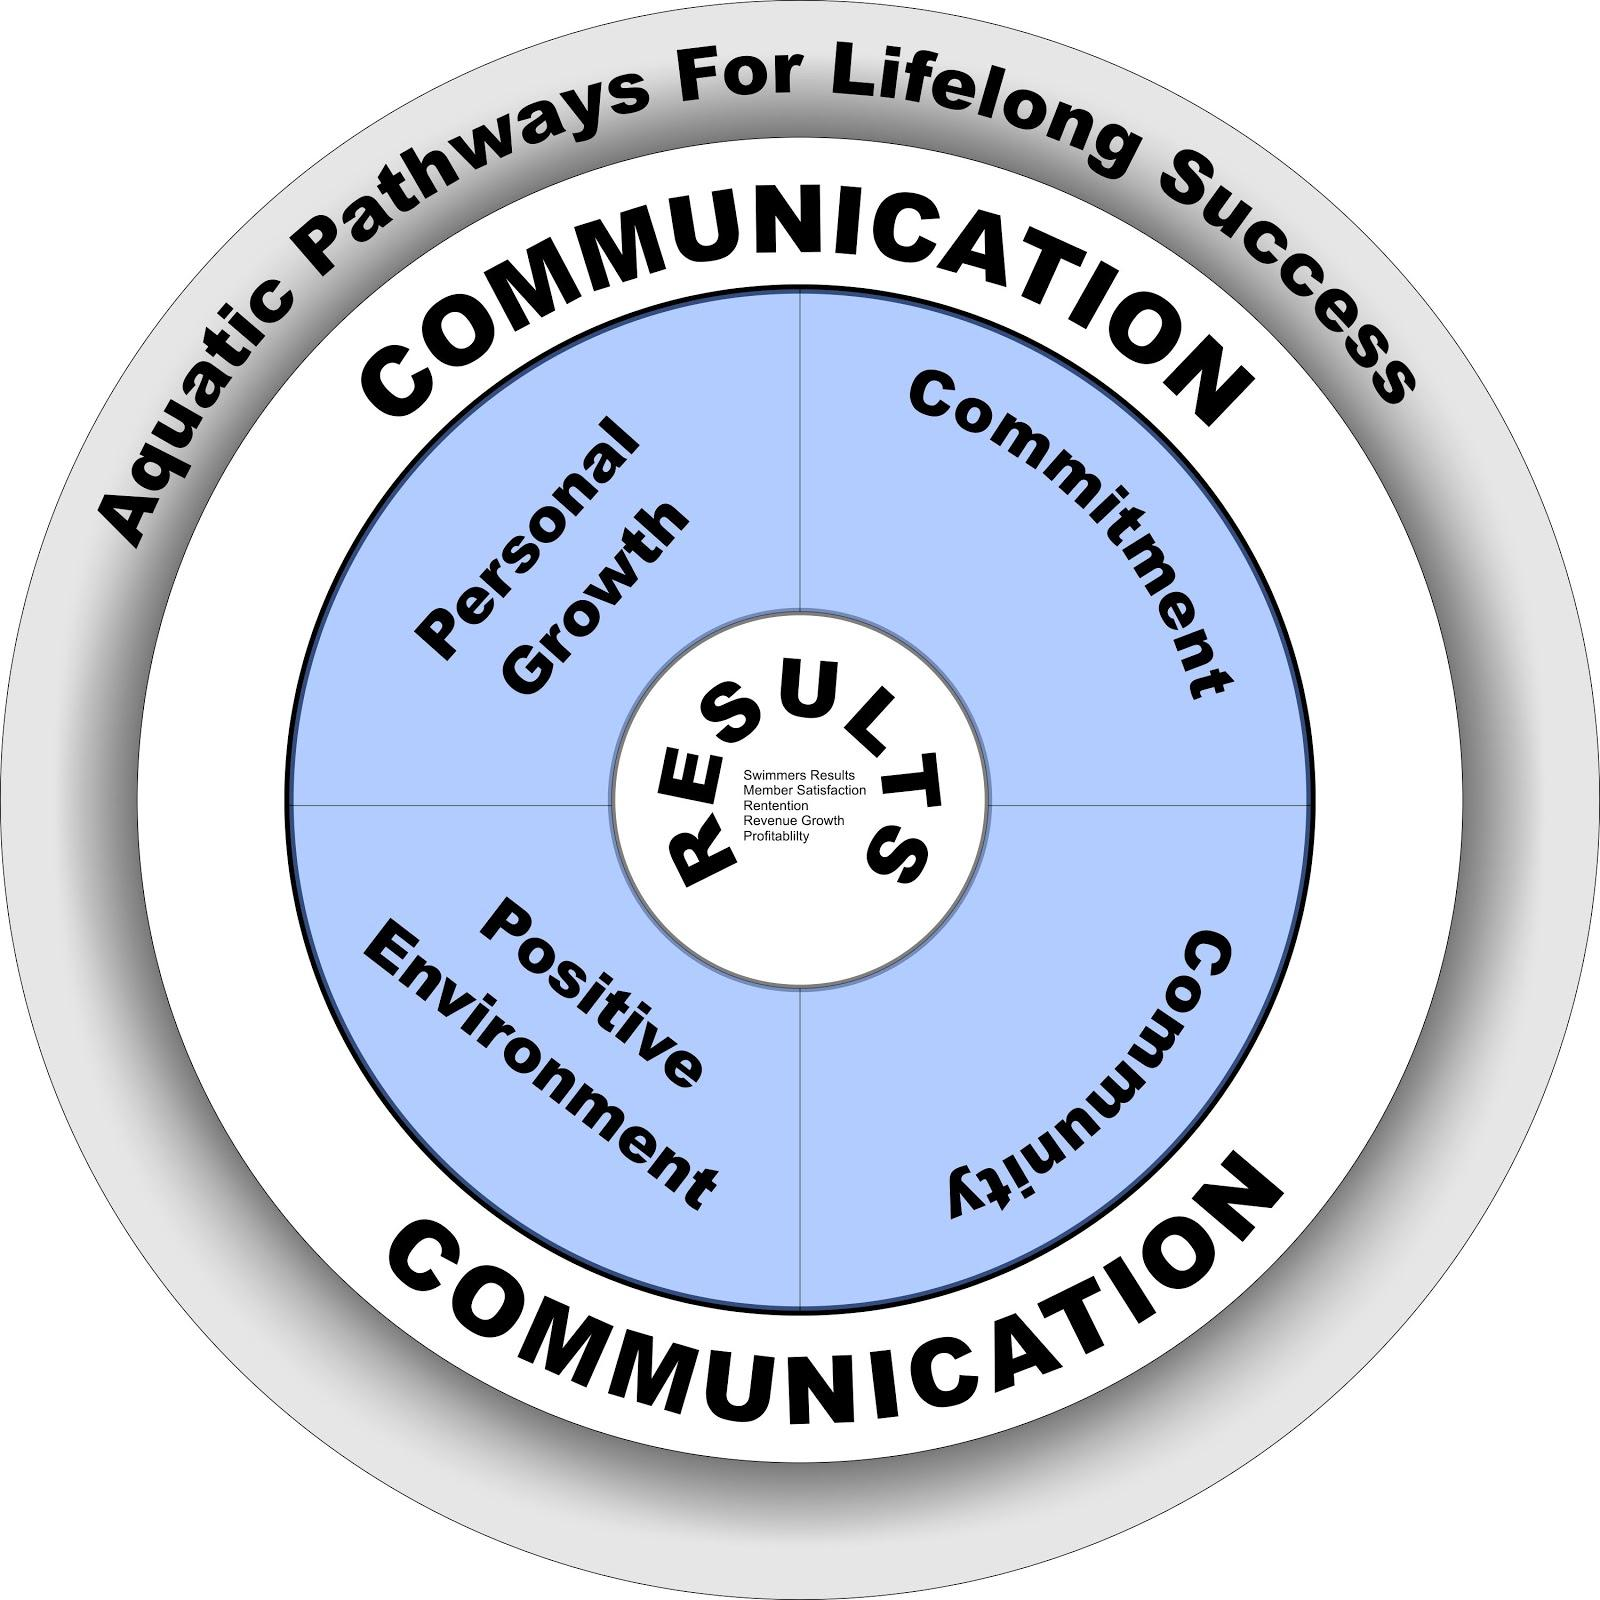 Aquatic Pathways For Lifelong Success
COMMUNICATION
Personal
Growth
Commitment
RESULTS
Swimmers Results
Member Satisfaction
Rentention
Revenue Growth
Profitablilty
Positive
Environment
Community
COMMUNICATION